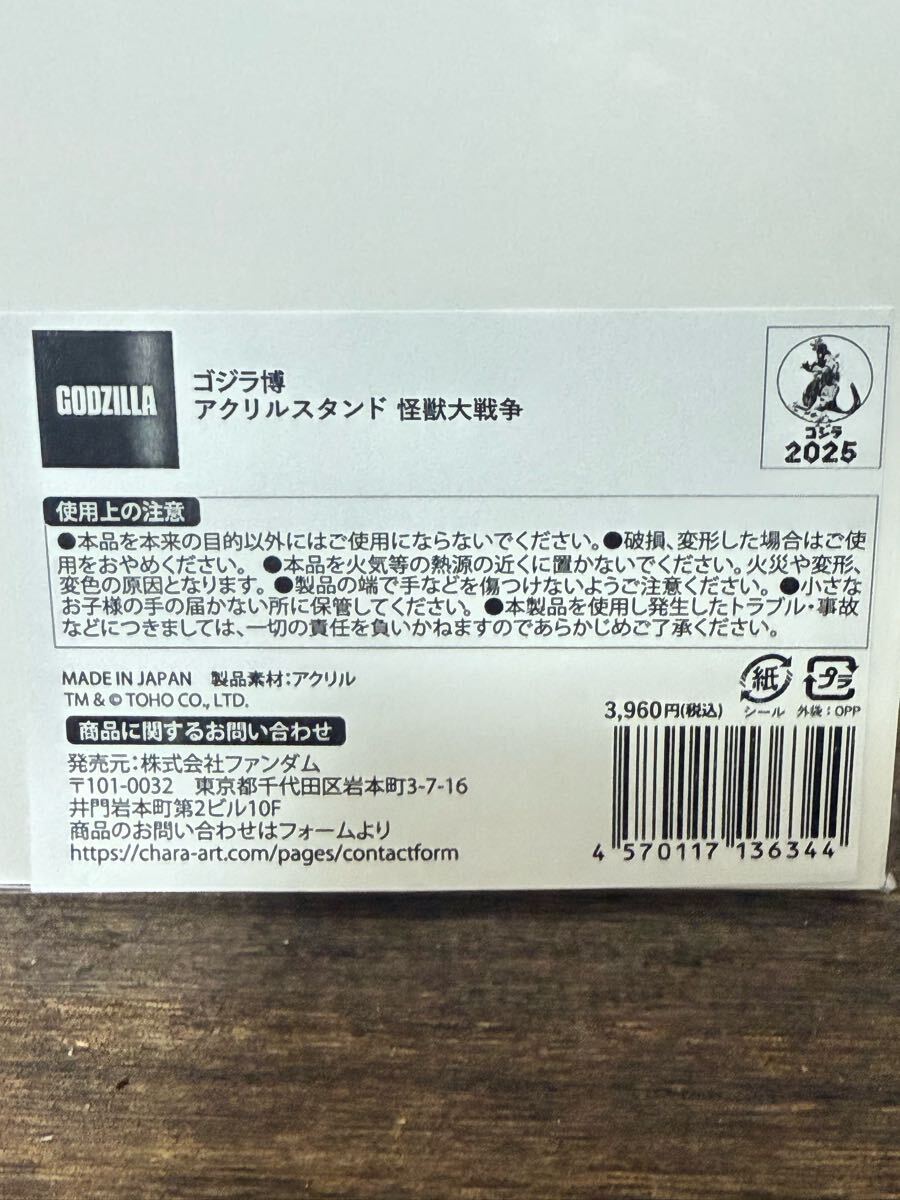 GODZILLA
ゴジラ博
アクリルスタンド 怪獣大戦争
ゴジラ
2025
使用上の注意
●本品を本来の目的以外にはご使用にならないでください。●破損、変形した場合はご使
用をおやめください。 ●本品を火気等の熱源の近くに置かないでください。火災や変形、
変色の原因となります。●製品の端で手などを傷つけないようご注意ください。 ●小さな
お子様の手の届かない所に保管してください。 ●本製品を使用し発生したトラブル・事故
などにつきましては、一切の責任を負いかねますのであらかじめご了承ください。
MADE IN JAPAN 製品素材：アクリル
TM & © TOHO CO., LTD.
商品に関するお問い合わせ
発売元：株式会社ファンダム
〒101-0032 東京都千代田区岩本町3-7-16
井門岩本町第2ビル10F
商品のお問い合わせはフォームより
https://chara-art.com/pages/contactform
紙 プラ
3,960円(税込) シール 外袋：OPP
4 570117 136344